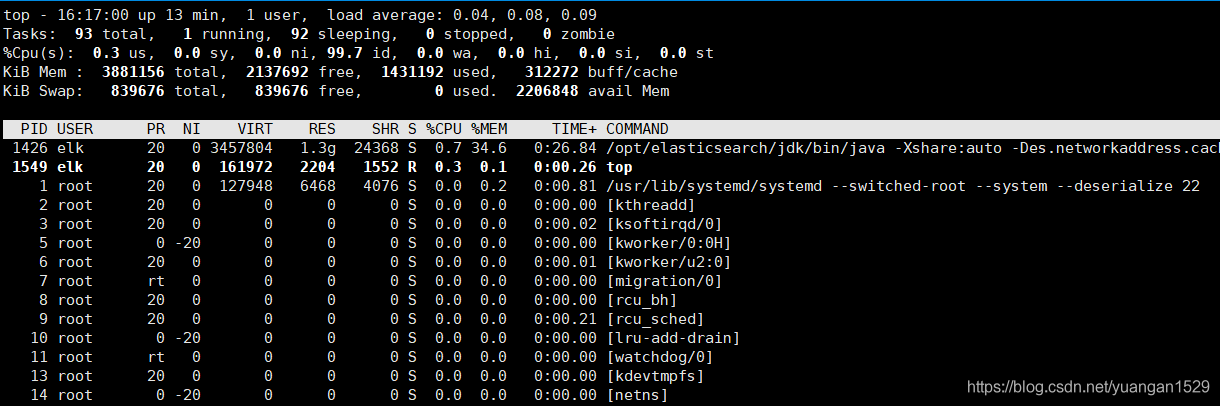 top - 16:17:00 up 13 min,  1 user,  load average: 0.04, 0.08, 0.09
Tasks:  93 total,   1 running,  92 sleeping,   0 stopped,   0 zombie
%Cpu(s):  0.3 us,  0.0 sy,  0.0 ni, 99.7 id,  0.0 wa,  0.0 hi,  0.0 si,  0.0 st
KiB Mem :  3881156 total,  2137692 free,  1431192 used,   312272 buff/cache
KiB Swap:   839676 total,   839676 free,        0 used.  2206848 avail Mem
PID USER      PR  NI    VIRT    RES    SHR S %CPU %MEM     TIME+ COMMAND
1426 elk       20   0 3457804   1.3g  24368 S  0.7 34.6   0:26.84 /opt/elasticsearch/jdk/bin/java -Xshare:auto -Des.networkaddress.cac
1549 elk       20   0  161972   2204   1552 R  0.3  0.1   0:00.26 top
1 root      20   0  127948   6468   4076 S  0.0  0.2   0:00.81 /usr/lib/systemd/systemd --switched-root --system --deserialize 22
2 root      20   0       0      0      0 S  0.0  0.0   0:00.00 [kthreadd]
3 root      20   0       0      0      0 S  0.0  0.0   0:00.02 [ksoftirqd/0]
5 root       0 -20       0      0      0 S  0.0  0.0   0:00.00 [kworker/0:0H]
6 root      20   0       0      0      0 S  0.0  0.0   0:00.01 [kworker/u2:0]
7 root      rt   0       0      0      0 S  0.0  0.0   0:00.00 [migration/0]
8 root      20   0       0      0      0 S  0.0  0.0   0:00.00 [rcu_bh]
9 root      20   0       0      0      0 S  0.0  0.0   0:00.21 [rcu_sched]
10 root       0 -20       0      0      0 S  0.0  0.0   0:00.00 [lru-add-drain]
11 root      rt   0       0      0      0 S  0.0  0.0   0:00.00 [watchdog/0]
13 root      20   0       0      0      0 S  0.0  0.0   0:00.00 [kdevtmpfs]
14 root       0 -20       0      0      0 S  0.0  0.0   0:00.00 [netns]
https://blog.csdn.net/yuangan1529